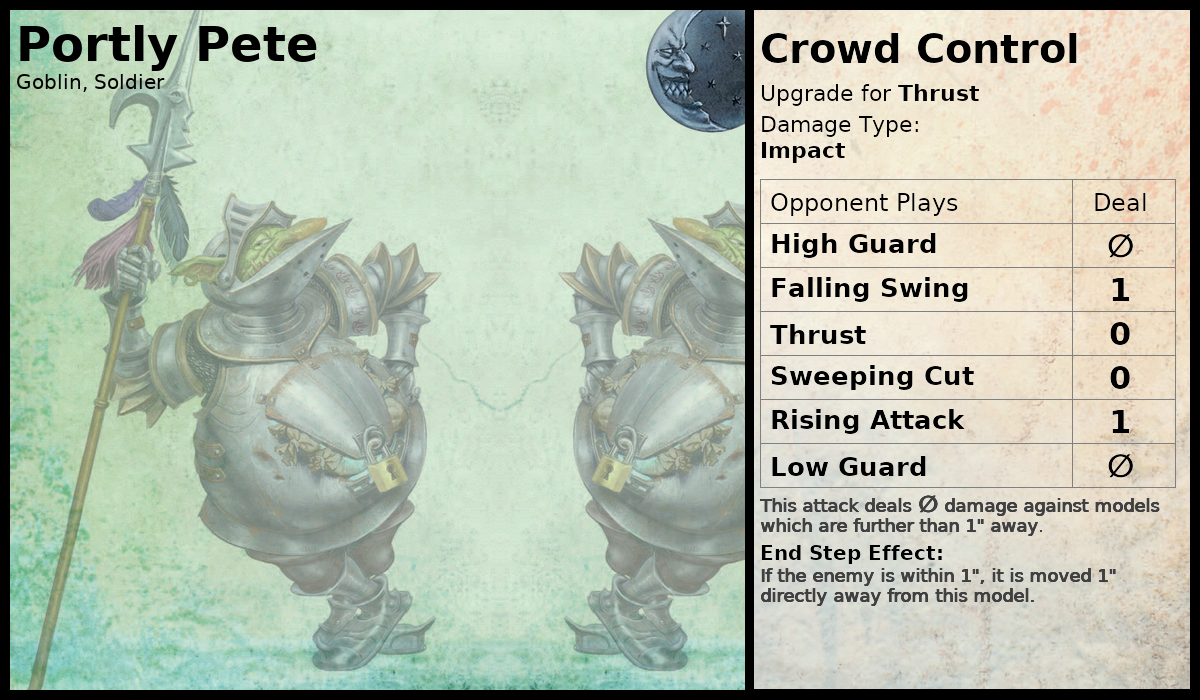 Portly Pete
Goblin, Soldier
Crowd Control
Upgrade for Thrust
Damage Type:
Impact
Opponent Plays Deal
High Guard ∅
Falling Swing 1
Thrust 0
Sweeping Cut 0
Rising Attack 1
Low Guard ∅
This attack deals ∅ damage against models
which are further than 1" away.
End Step Effect:
If the enemy is within 1", it is moved 1"
directly away from this model.